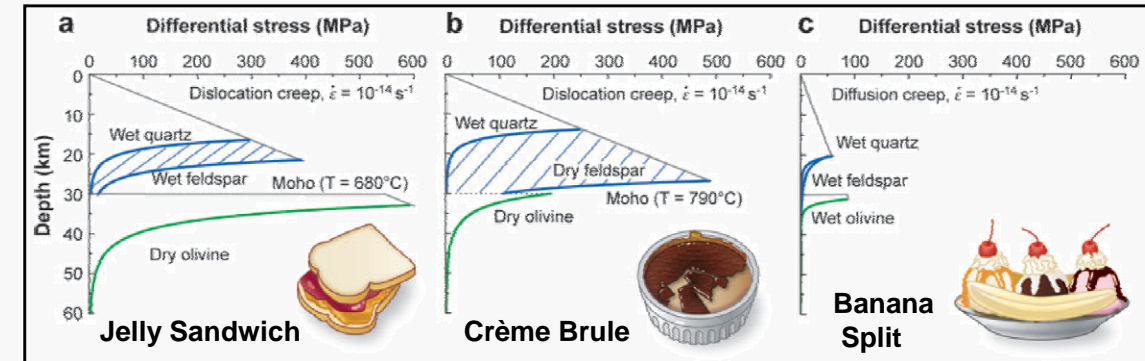 a Differential stress (MPa)
0 100 200 300 400 500 600
b Differential stress (MPa)
0 100 200 300 400 500 600
c Differential stress (MPa)
0 100 200 300 400 500 600
Depth (km)
0
10
20
30
40
50
60
Dislocation creep, ε̇ = 10⁻¹⁴ s⁻¹
Wet quartz
Wet feldspar
Moho (T = 680°C)
Dry olivine
Jelly Sandwich
Dislocation creep, ε̇ = 10⁻¹⁴ s⁻¹
Wet quartz
Dry feldspar
Moho (T = 790°C)
Dry olivine
Crème Brule
Diffusion creep, ε̇ = 10⁻¹⁴ s⁻¹
Wet quartz
Wet feldspar
Wet olivine
Banana
Split